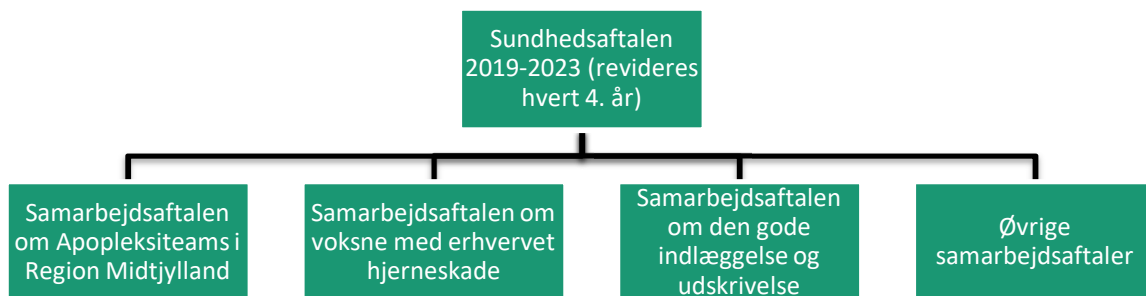 Sundhedsaftalen
2019-2023 (revideres
hvert 4. år)
Samarbejdsaftalen
om Apopleksiteams i
Region Midtjylland
Samarbejdsaftalen om
voksne med erhvervet
hjerneskade
Samarbejdsaftalen
om den gode
indlæggelse og
udskrivelse
Øvrige
samarbejdsaftaler